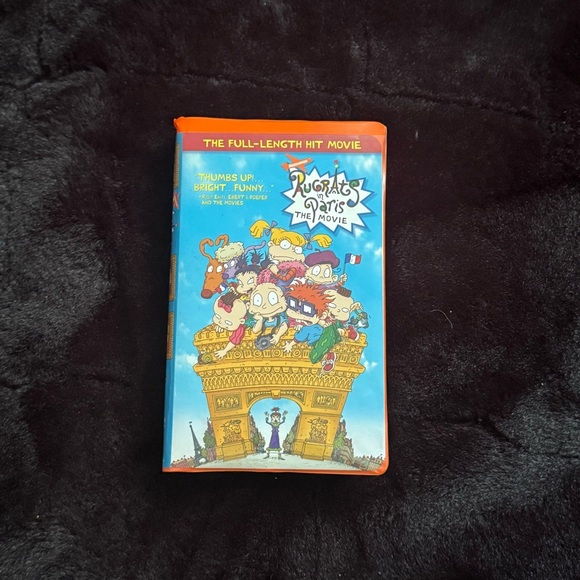 THE FULL-LENGTH HIT MOVIE
"THUMBS UP!
BRIGHT...FUNNY..."
AND THE MOVIES
RUGRATS
in
PARIS
THE MOVIE